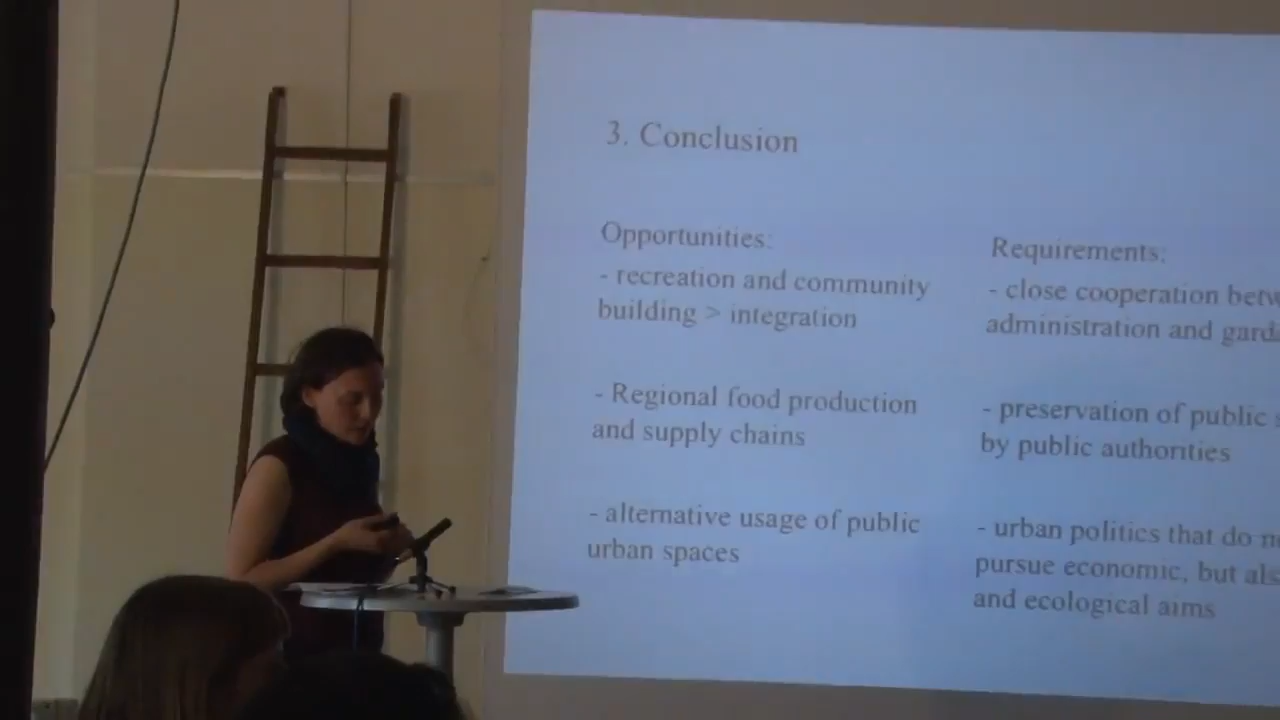 3. Conclusion
Opportunities:
- recreation and community
building > integration
- Regional food production
and supply chains
- alternative usage of public
urban spaces
Requirements:
- close cooperation
administration and
- preservation of public
by public authorities
- urban politics that do
pursue economic, but
and ecological aims